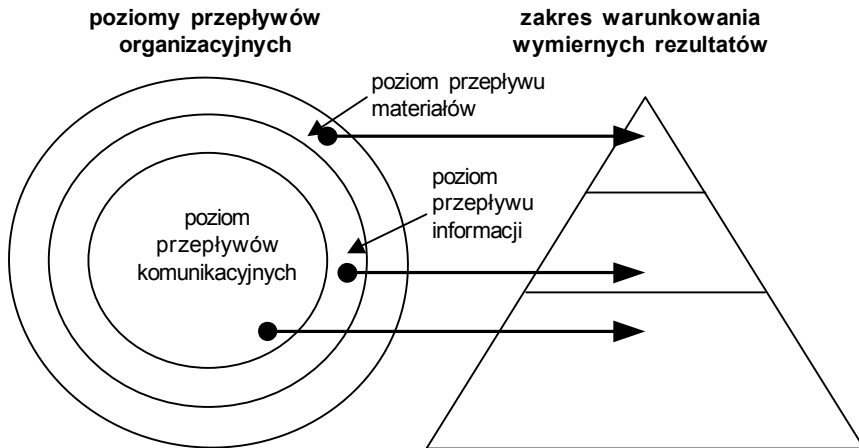 poziomy przepływów
organizacyjnych
zakres warunkowania
wymiernych rezultatów
poziom przepływu
materiałów
poziom
przepływu
informacji
poziom
przepływów
komunikacyjnych